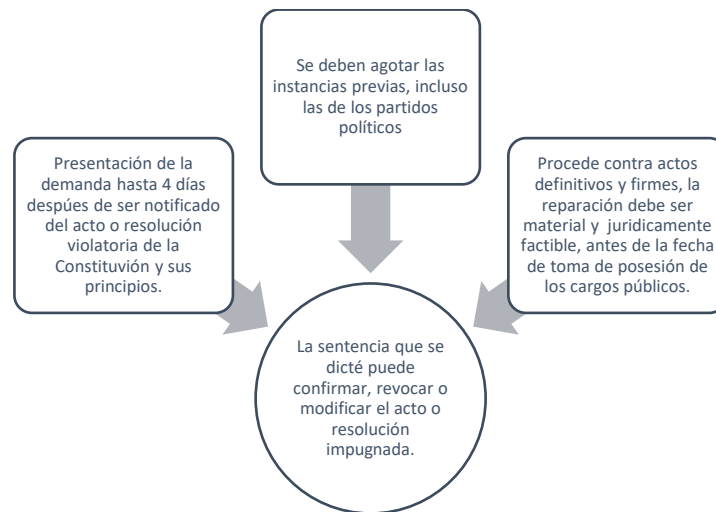 Se deben agotar las
instancias previas, incluso
las de los partidos
políticos
Presentación de la
demanda hasta 4 días
despúes de ser notificado
del acto o resolución
violatoria de la
Constituvión y sus
principios.
Procede contra actos
definitivos y firmes, la
reparación debe ser
material y juridicamente
factible, antes de la fecha
de toma de posesión de
los cargos públicos.
La sentencia que se
dicté puede
confirmar, revocar o
modificar el acto o
resolución
impugnada.